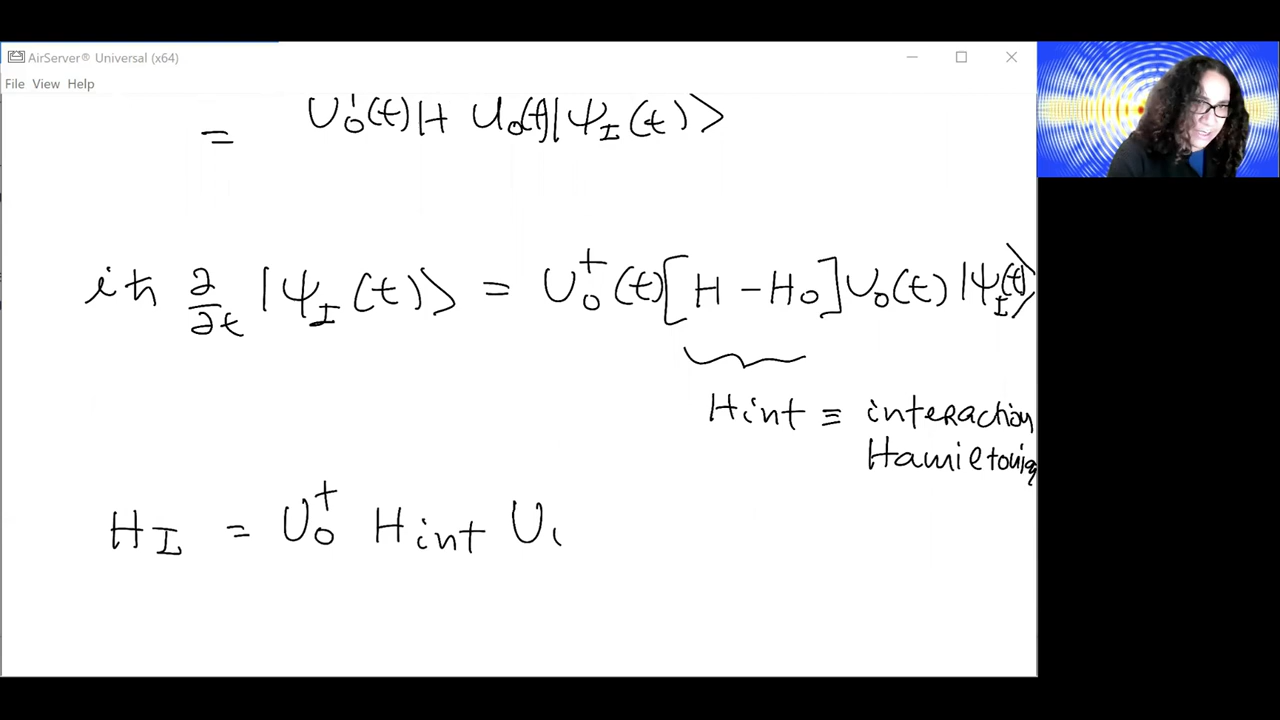 AirServer® Universal (x64)
File View Help
= U₀†(t) H U₀(t) |ψ_I(t)⟩
iħ ∂/∂t |ψ_I(t)⟩ = U₀†(t) [H - H₀] U₀(t) |ψ_I(t)⟩
Hint ≡ interaction
Hamiltonian
H_I = U₀† Hint U